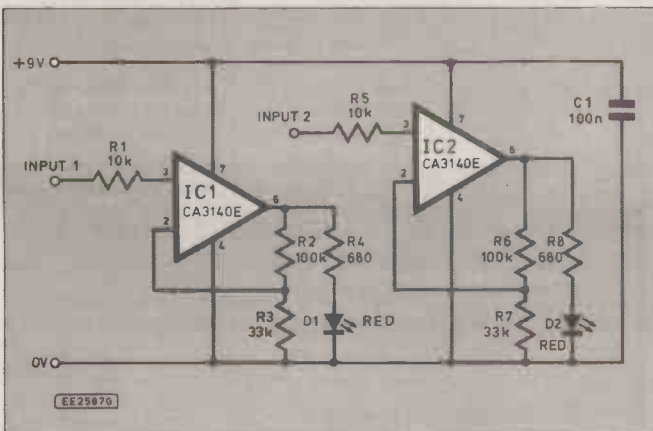 +9V
INPUT 1
R1
10k
3
2
7
4
6
IC1
CA3140E
R2
100k
R4
680
R3
33k
D1
RED
INPUT 2
R5
10k
3
2
7
4
6
IC2
CA3140E
R6
100k
R8
680
R7
33k
D2
RED
C1
100n
0V
EE2587G